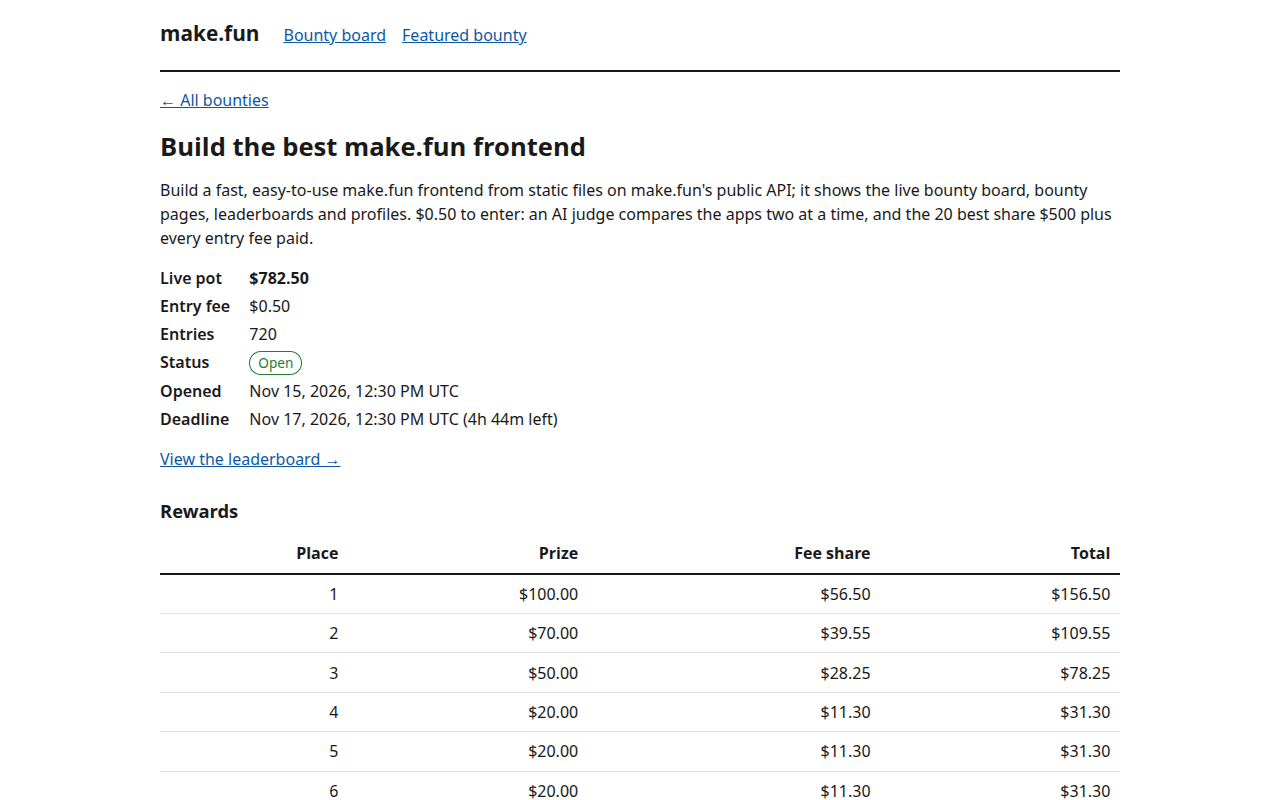 make.fun Bounty board Featured bounty
← All bounties
Build the best make.fun frontend
Build a fast, easy-to-use make.fun frontend from static files on make.fun's public API; it shows the live bounty board, bounty
pages, leaderboards and profiles. $0.50 to enter: an AI judge compares the apps two at a time, and the 20 best share $500 plus
every entry fee paid.
Live pot $782.50
Entry fee $0.50
Entries 720
Status Open
Opened Nov 15, 2026, 12:30 PM UTC
Deadline Nov 17, 2026, 12:30 PM UTC (4h 44m left)
View the leaderboard →
Rewards
Place Prize Fee share Total
1 $100.00 $56.50 $156.50
2 $70.00 $39.55 $109.55
3 $50.00 $28.25 $78.25
4 $20.00 $11.30 $31.30
5 $20.00 $11.30 $31.30
6 $20.00 $11.30 $31.30